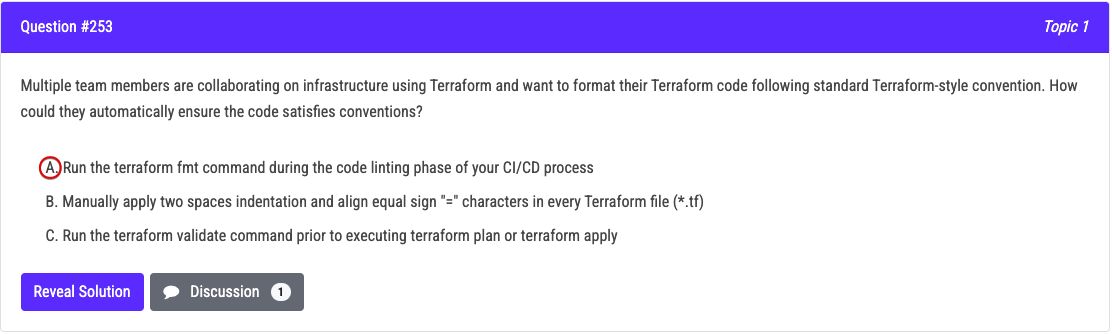 Question #253
Topic 1
Multiple team members are collaborating on infrastructure using Terraform and want to format their Terraform code following standard Terraform-style convention. How
could they automatically ensure the code satisfies conventions?
A. Run the terraform fmt command during the code linting phase of your CI/CD process
B. Manually apply two spaces indentation and align equal sign "=" characters in every Terraform file (*.tf)
C. Run the terraform validate command prior to executing terraform plan or terraform apply
Reveal Solution
Discussion 1